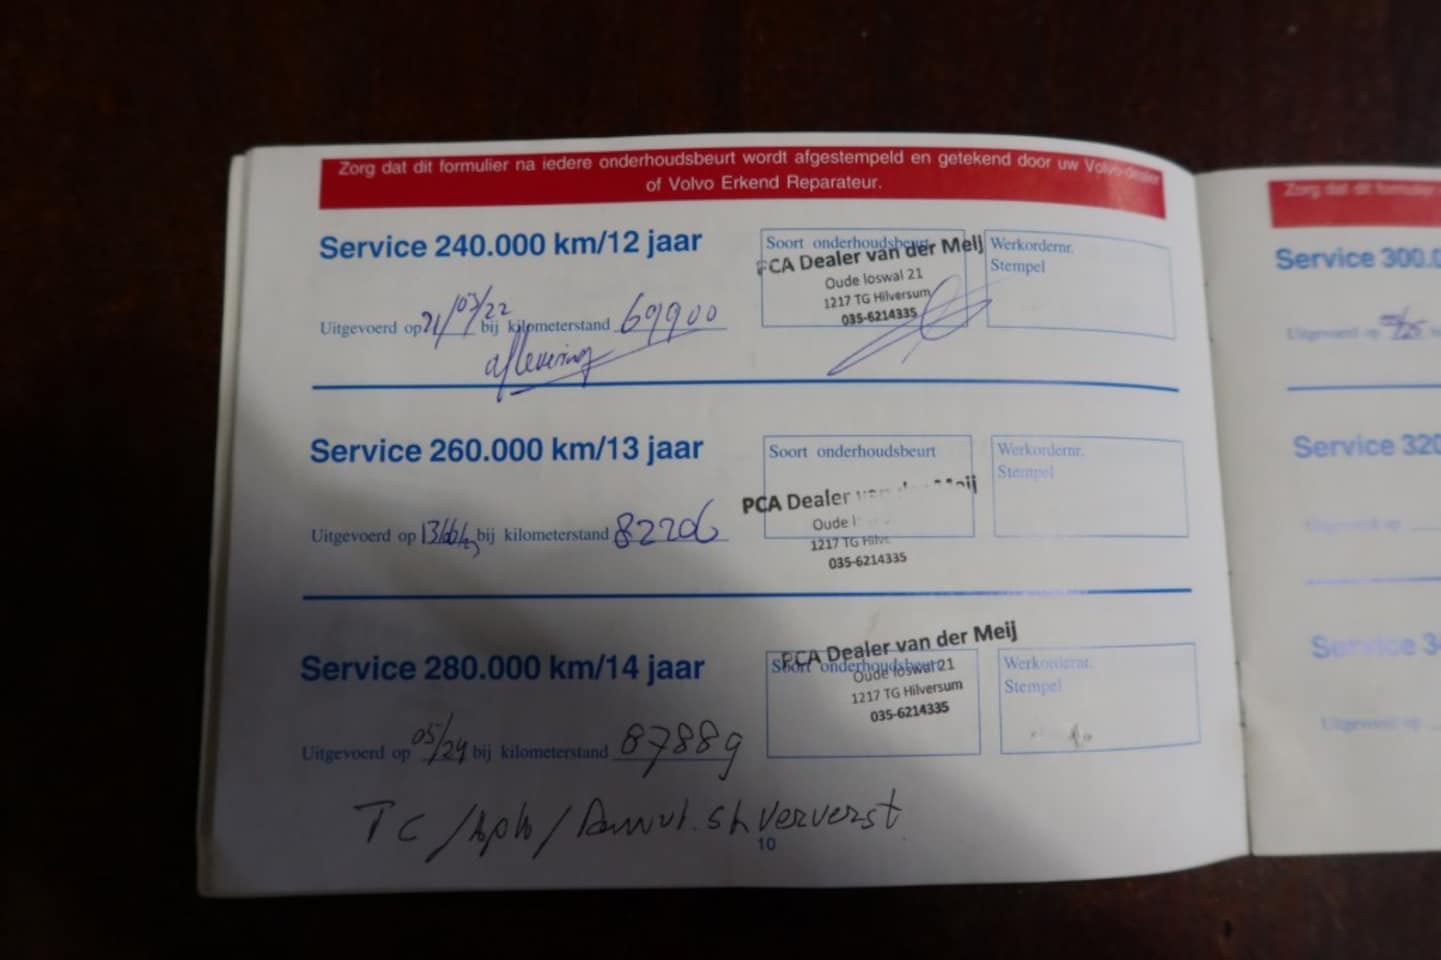 Zorg dat dit formulier na iedere onderhoudsbeurt wordt afgestempeld en getekend door uw Volvo-dealer
of Volvo Erkend Reparateur.
Service 240.000 km/12 jaar
Uitgevoerd op 21/03/22 bij kilometerstand 69900
aflevering
Soort onderhoudsbeurt
PCA Dealer van der Meij
Oude loswal 21
1217 TG Hilversum
035-6214335
Werkordernr.
Stempel
Service 260.000 km/13 jaar
Uitgevoerd op bij kilometerstand 82206
Soort onderhoudsbeurt
PCA Dealer van der Meij
Oude l
1217 TG Hilve
035-6214335
Werkordernr.
Stempel
Service 280.000 km/14 jaar
Uitgevoerd op 05/24 bij kilometerstand 87889
PCA Dealer van der Meij
Soort onderhoudsbeurt
Oude loswal 21
1217 TG Hilversum
035-6214335
Werkordernr.
Stempel
TC / / ververst
10
Zorg dat dit formulier
Service 300.0
Uitgevoerd op
Service 320
Uitgevoerd op
Service 34
Uitgevoerd op